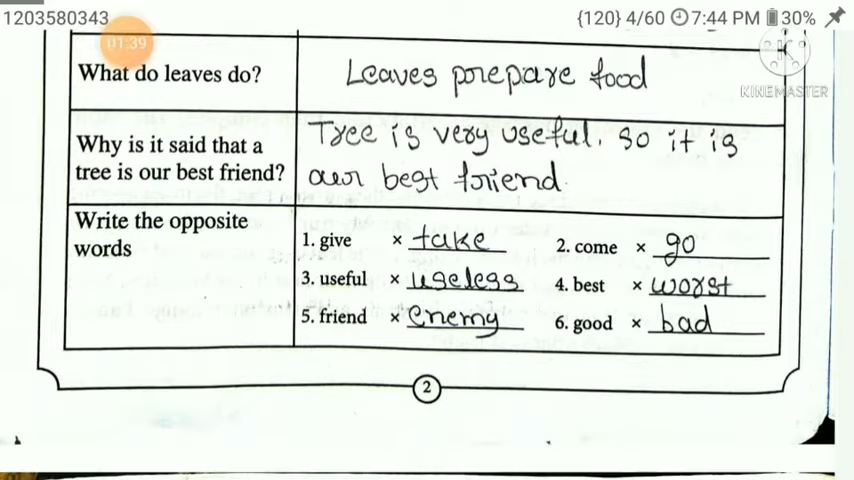 1203580343
{120} 4/60 7:44 PM 30%
01:39
KINEMASTER
What do leaves do? Leaves prepare food
Why is it said that a Tree is very useful. so it is
tree is our best friend? our best friend.
Write the opposite
words
1. give × take 2. come × go
3. useful × useless 4. best × worst
5. friend × enemy 6. good × bad
2